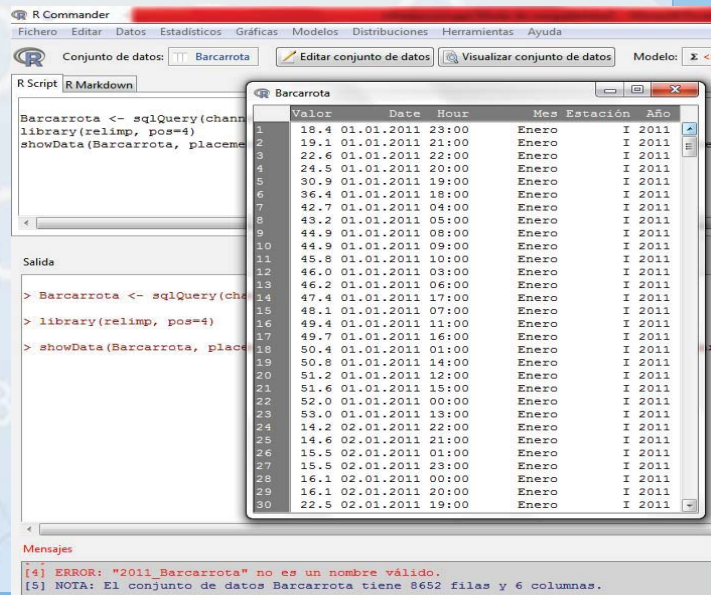 R Commander
Fichero Editar Datos Estadísticos Gráficas Modelos Distribuciones Herramientas Ayuda
Conjunto de datos: Barcarrota Editar conjunto de datos Visualizar conjunto de datos Modelo: Σ <
R Script R Markdown
Barcarrota <- sqlQuery(chann
library(relimp, pos=4)
showData(Barcarrota, placeme
Salida
> Barcarrota <- sqlQuery(cha
> library(relimp, pos=4)
> showData(Barcarrota, place
Barcarrota
Valor Date Hour Mes Estación Año
1 18.4 01.01.2011 23:00 Enero I 2011
2 19.1 01.01.2011 21:00 Enero I 2011
3 22.6 01.01.2011 22:00 Enero I 2011
4 24.5 01.01.2011 20:00 Enero I 2011
5 30.9 01.01.2011 19:00 Enero I 2011
6 36.4 01.01.2011 18:00 Enero I 2011
7 42.7 01.01.2011 04:00 Enero I 2011
8 43.2 01.01.2011 05:00 Enero I 2011
9 44.9 01.01.2011 08:00 Enero I 2011
10 44.9 01.01.2011 09:00 Enero I 2011
11 45.8 01.01.2011 10:00 Enero I 2011
12 46.0 01.01.2011 03:00 Enero I 2011
13 46.2 01.01.2011 06:00 Enero I 2011
14 47.4 01.01.2011 17:00 Enero I 2011
15 48.1 01.01.2011 07:00 Enero I 2011
16 49.4 01.01.2011 11:00 Enero I 2011
17 49.7 01.01.2011 16:00 Enero I 2011
18 50.4 01.01.2011 01:00 Enero I 2011
19 50.8 01.01.2011 14:00 Enero I 2011
20 51.2 01.01.2011 12:00 Enero I 2011
21 51.6 01.01.2011 15:00 Enero I 2011
22 52.0 01.01.2011 00:00 Enero I 2011
23 53.0 01.01.2011 13:00 Enero I 2011
24 14.2 02.01.2011 22:00 Enero I 2011
25 14.6 02.01.2011 21:00 Enero I 2011
26 15.5 02.01.2011 01:00 Enero I 2011
27 15.5 02.01.2011 23:00 Enero I 2011
28 16.1 02.01.2011 00:00 Enero I 2011
29 16.1 02.01.2011 20:00 Enero I 2011
30 22.5 02.01.2011 19:00 Enero I 2011
Mensajes
[4] ERROR: "2011_Barcarrota" no es un nombre válido.
[5] NOTA: El conjunto de datos Barcarrota tiene 8652 filas y 6 columnas.